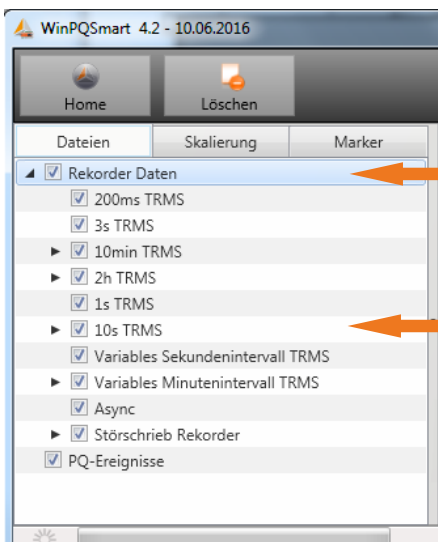 WinPQSmart 4.2 - 10.06.2016
Home Löschen
Dateien Skalierung Marker
Rekorder Daten
200ms TRMS
3s TRMS
10min TRMS
2h TRMS
1s TRMS
10s TRMS
Variables Sekundenintervall TRMS
Variables Minutenintervall TRMS
Async
Störschrieb Rekorder
PQ-Ereignisse